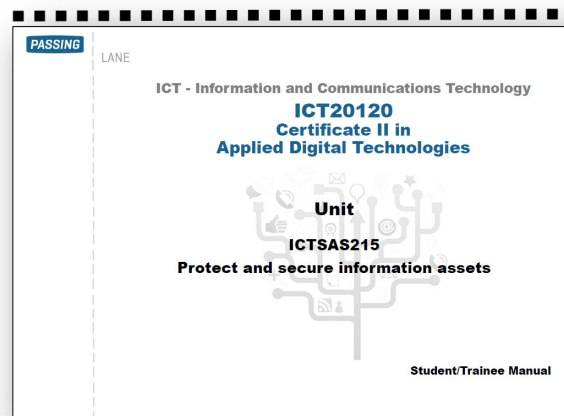 PASSING
LANE
ICT - Information and Communications Technology
ICT20120
Certificate II in
Applied Digital Technologies
Unit
ICTSAS215
Protect and secure information assets
Student/Trainee Manual